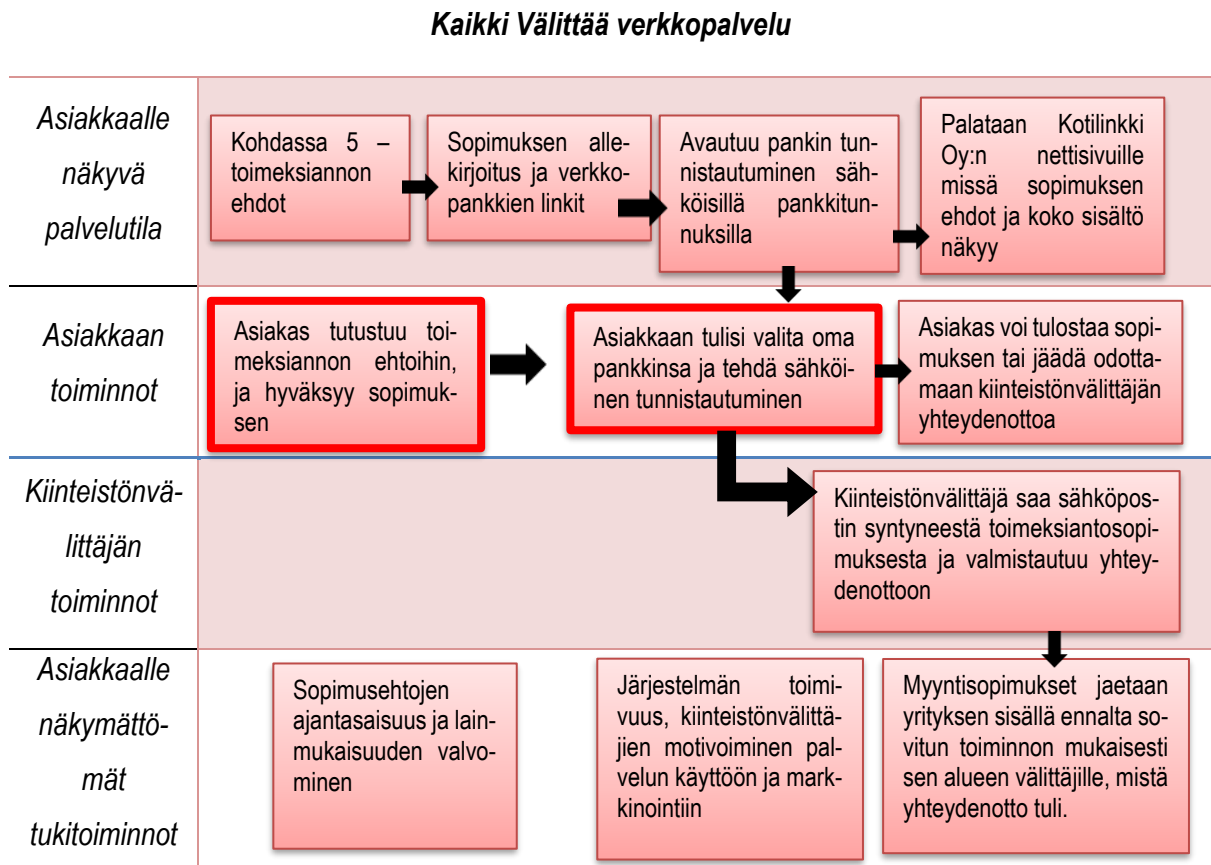 Kaikki Välittää verkkopalvelu
Asiakkaalle
näkyvä
palvelutila
Kohdassa 5 –
toimeksiannon
ehdot
Sopimuksen alle-
kirjoitus ja verkko-
pankkien linkit
Avautuu pankin tun-
nistautuminen säh-
köisillä pankkitun-
nuksilla
Palataan Kotilinkki
Oy:n nettisivuille
missä sopimuksen
ehdot ja koko sisältö
näkyy
Asiakkaan
toiminnot
Asiakas tutustuu toi-
meksiannon ehtoihin,
ja hyväksyy sopimuk-
sen
Asiakkaan tulisi valita oma
pankkinsa ja tehdä sähköi-
nen tunnistautuminen
Asiakas voi tulostaa sopi-
muksen tai jäädä odotta-
maan kiinteistönvälittäjän
yhteydenottoa
Kiinteistönvä-
littäjän
toiminnot
Kiinteistönvälittäjä saa sähköpos-
tin syntyneestä toimeksiantosopi-
muksesta ja valmistautuu yhtey-
denottoon
Asiakkaalle
näkymättö-
mät
tukitoiminnot
Sopimusehtojen
ajantasaisuus ja lain-
mukaisuuden valvo-
minen
Järjestelmän toimi-
vuus, kiinteistönvälittä-
jien motivoiminen pal-
velun käyttöön ja mark-
kinointiin
Myyntisopimukset jaetaan
yrityksen sisällä ennalta so-
vitun toiminnon mukaisesti
sen alueen välittäjille, mistä
yhteydenotto tuli.